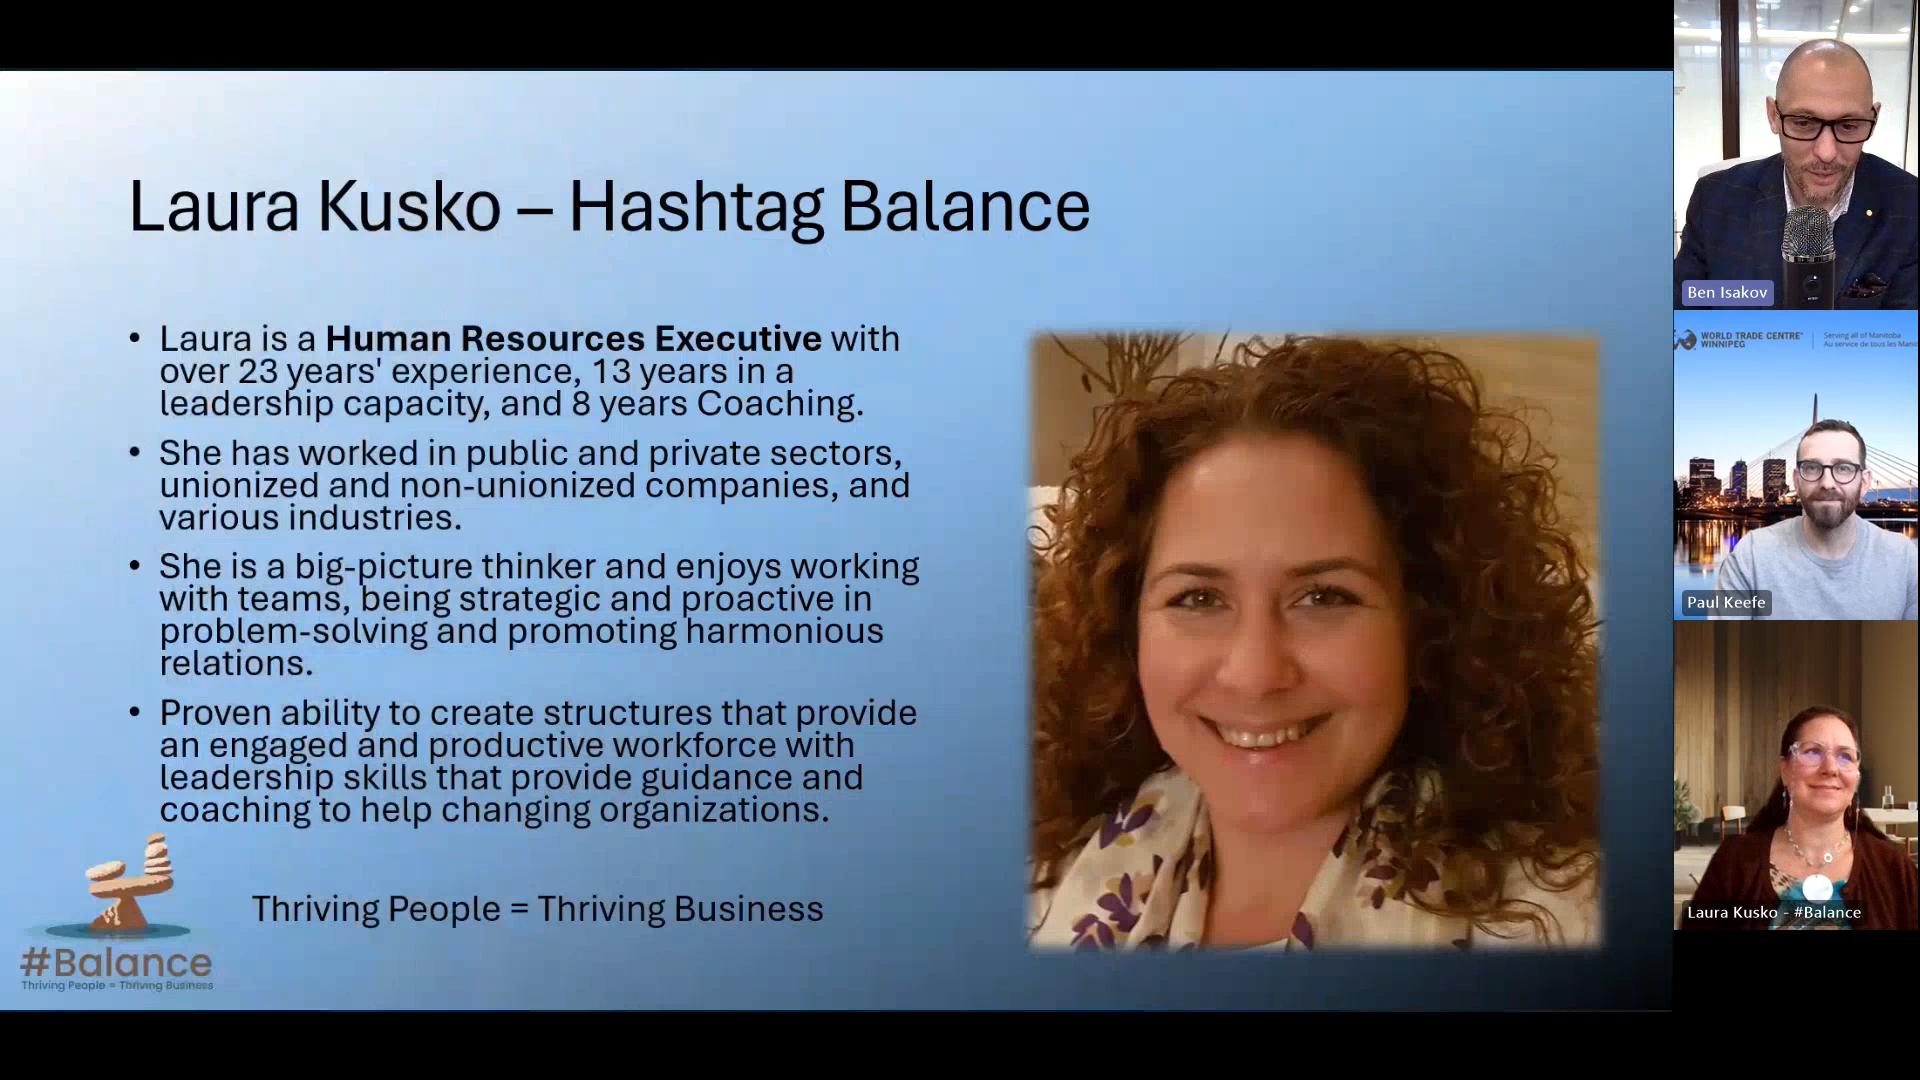 Laura Kusko – Hashtag Balance
• Laura is a Human Resources Executive with
over 23 years' experience, 13 years in a
leadership capacity, and 8 years Coaching.
• She has worked in public and private sectors,
unionized and non-unionized companies, and
various industries.
• She is a big-picture thinker and enjoys working
with teams, being strategic and proactive in
problem-solving and promoting harmonious
relations.
• Proven ability to create structures that provide
an engaged and productive workforce with
leadership skills that provide guidance and
coaching to help changing organizations.
Thriving People = Thriving Business
#Balance
Thriving People = Thriving Business
Ben Isakov
WORLD TRADE CENTRE
WINNIPEG
Serving all of Manitoba
Au service de tous les
Paul Keefe
Laura Kusko - #Balance